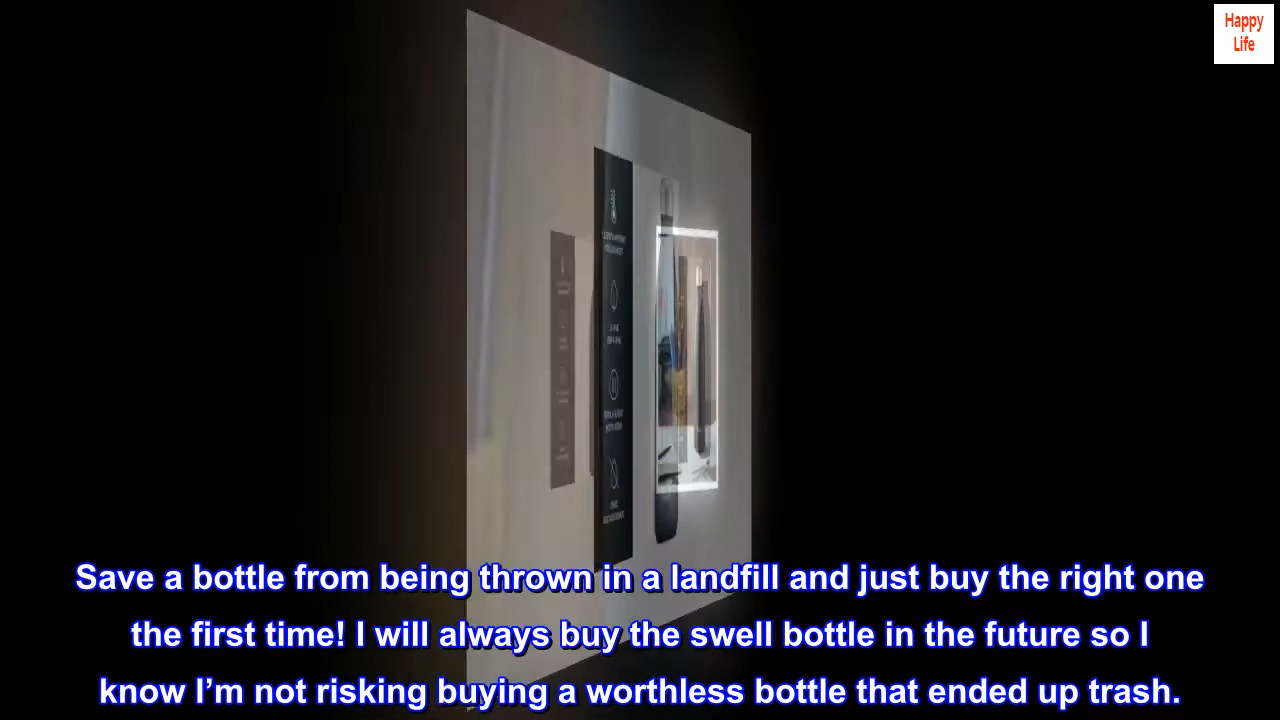 Happy
Life
Save a bottle from being thrown in a landfill and just buy the right one
the first time! I will always buy the swell bottle in the future so I
know I’m not risking buying a worthless bottle that ended up trash.